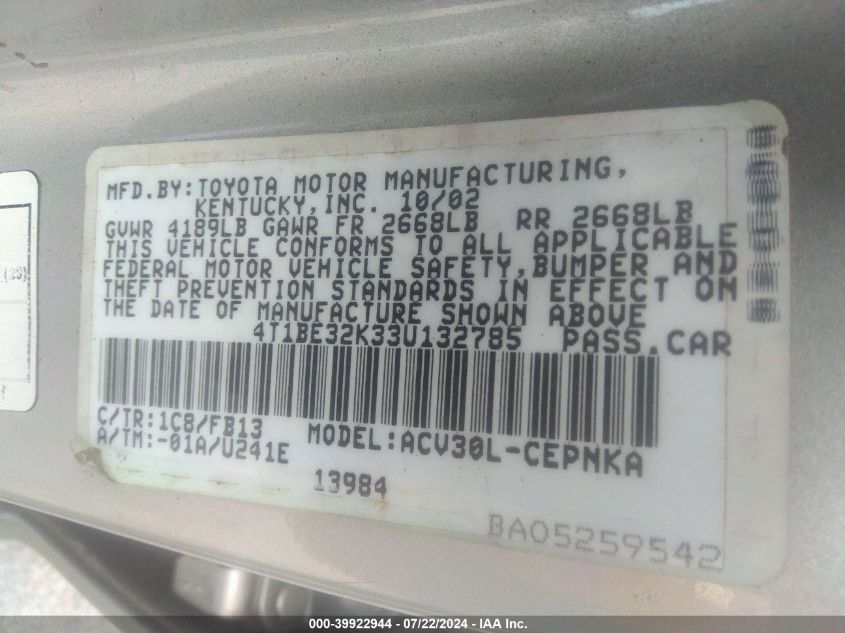 MFD.BY:TOYOTA MOTOR MANUFACTURING,
KENTUCKY,INC. 10/02
GVWR 4189LB GAWR FR 2668LB RR 2668LB
THIS VEHICLE CONFORMS TO ALL APPLICABLE
FEDERAL MOTOR VEHICLE SAFETY,BUMPER AND
THEFT PREVENTION STANDARDS IN EFFECT ON
THE DATE OF MANUFACTURE SHOWN ABOVE
4T1BE32K33U132785 PASS.CAR
C/TR:1C8/FB13
A/TM:-01A/U241E MODEL:ACV30L-CEPNKA
13984
BA05259542
000-39922944 - 07/22/2024 - IAA Inc.